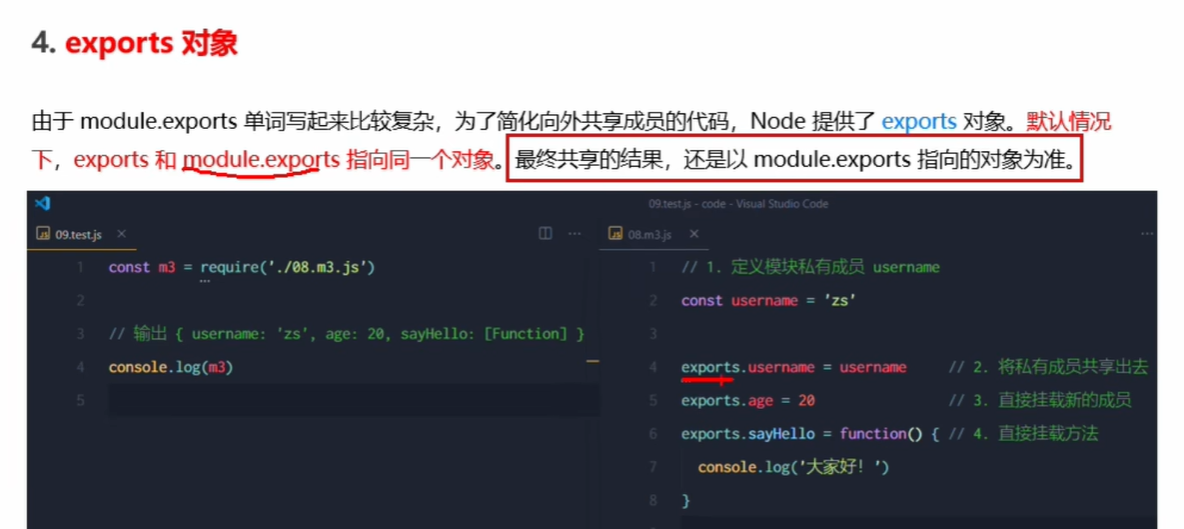 4. exports 对象
由于 module.exports 单词写起来比较复杂，为了简化向外共享成员的代码，Node 提供了 exports 对象。默认情况
下，exports 和 module.exports 指向同一个对象。最终共享的结果，还是以 module.exports 指向的对象为准。
09.test.js - code - Visual Studio Code
JS 09.test.js ×
1 const m3 = require('./08.m3.js')
2
3 // 输出 { username: 'zs', age: 20, sayHello: [Function] }
4 console.log(m3)
5
JS 08.m3.js ×
1 // 1. 定义模块私有成员 username
2 const username = 'zs'
3
4 exports.username = username // 2. 将私有成员共享出去
5 exports.age = 20 // 3. 直接挂载新的成员
6 exports.sayHello = function() { // 4. 直接挂载方法
7 console.log('大家好！')
8 }